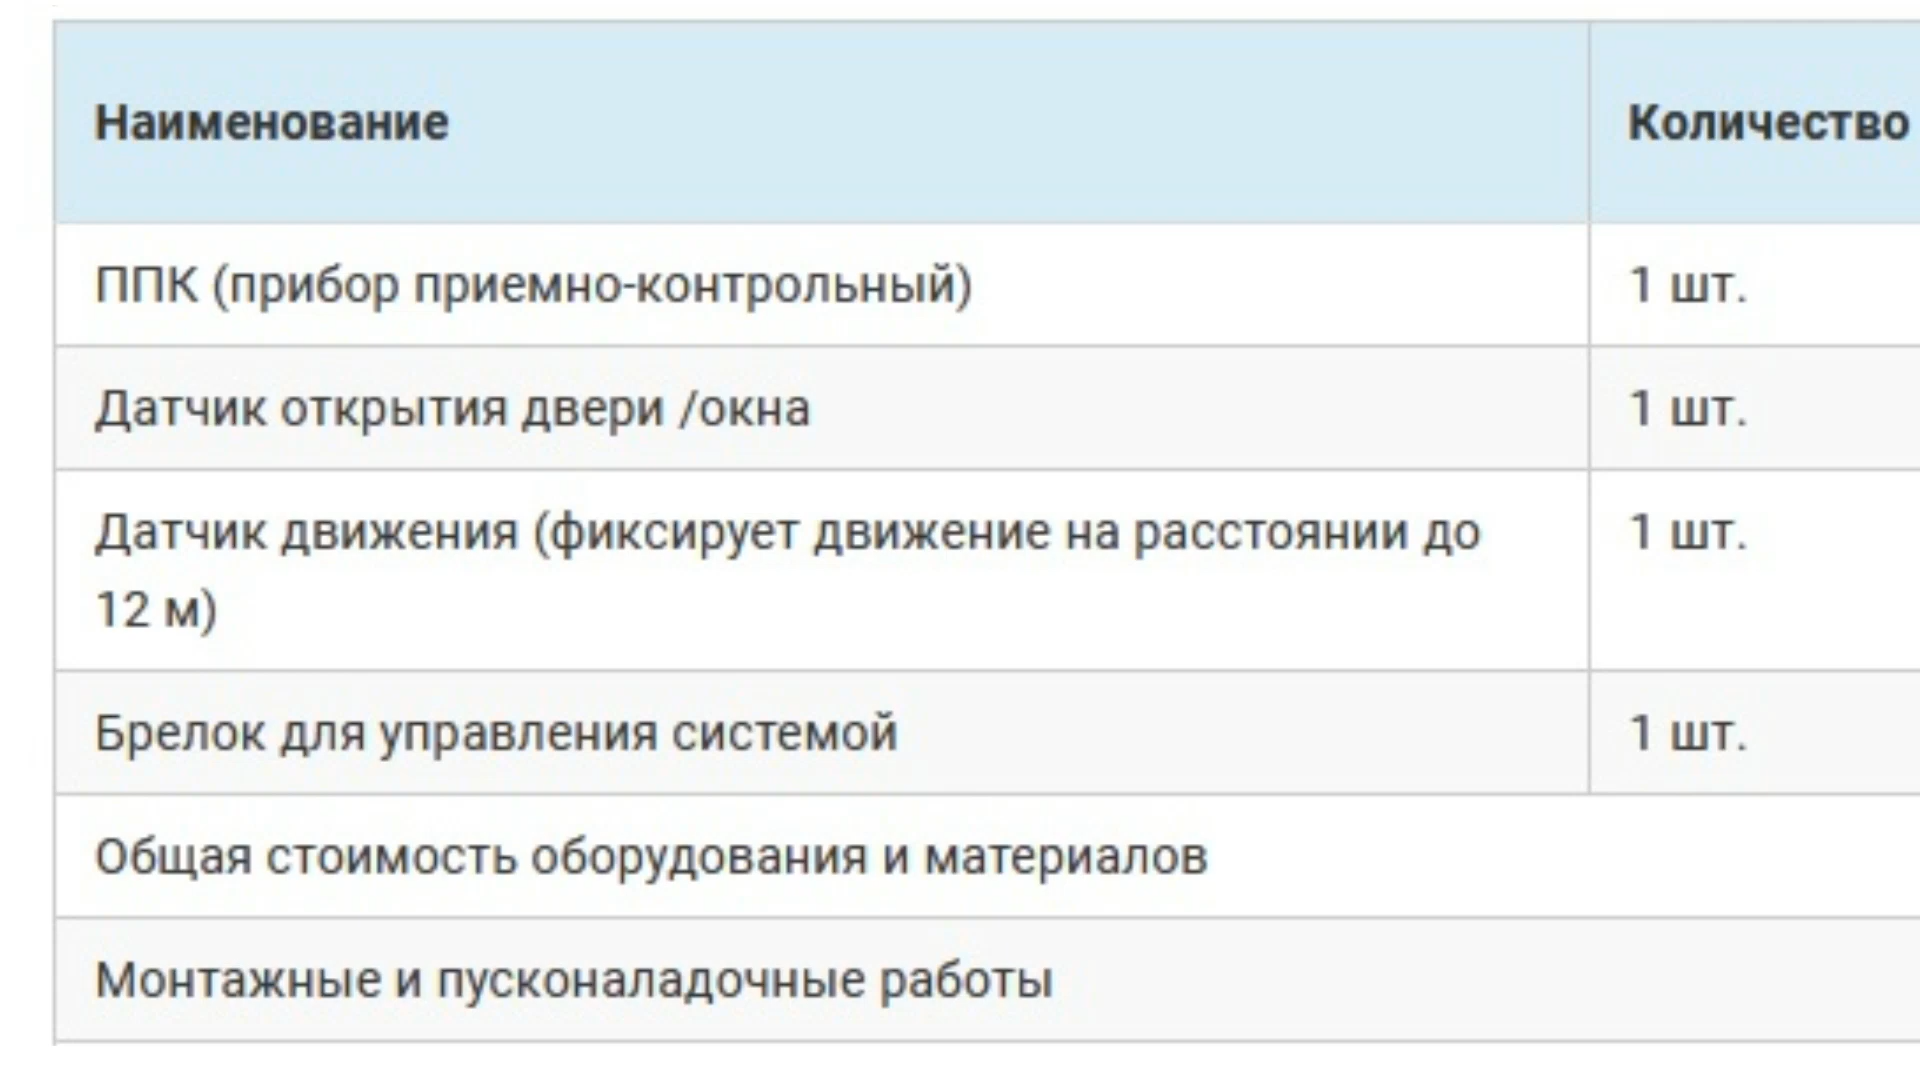 Наименование Количество
ППК (прибор приемно-контрольный) 1 шт.
Датчик открытия двери /окна 1 шт.
Датчик движения (фиксирует движение на расстоянии до 1 шт.
12 м)
Брелок для управления системой 1 шт.
Общая стоимость оборудования и материалов
Монтажные и пусконаладочные работы